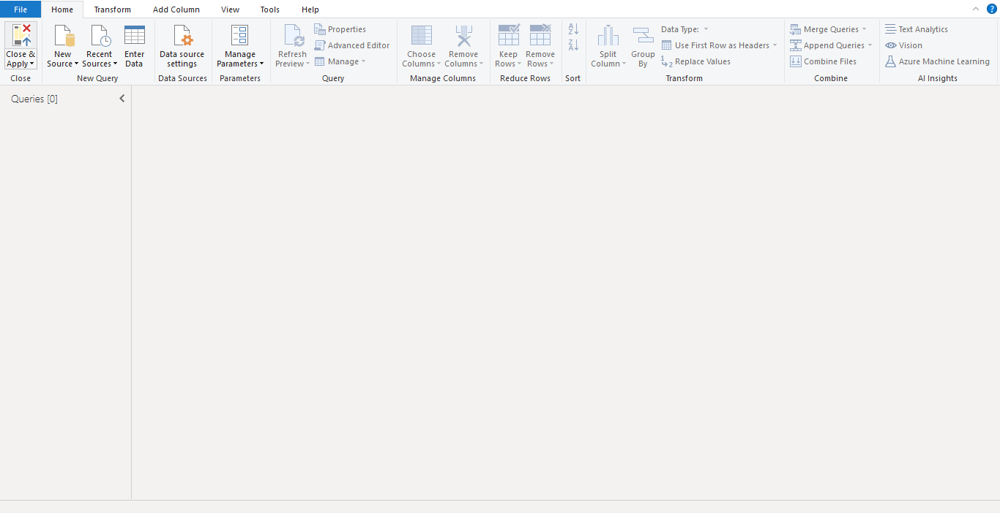 File Home Transform Add Column View Tools Help
?
Close & Apply
New Source
Recent Sources
Enter Data
Data source settings
Manage Parameters
Refresh Preview
Properties
Advanced Editor
Manage
Choose Columns
Remove Columns
Keep Rows
Remove Rows
A Z
Z A
Split Column
Group By
Data Type:
Use First Row as Headers
1 2 Replace Values
Merge Queries
Append Queries
Combine Files
Text Analytics
Vision
Azure Machine Learning
Close New Query Data Sources Parameters Query Manage Columns Reduce Rows Sort Transform Combine AI Insights
Queries [0]